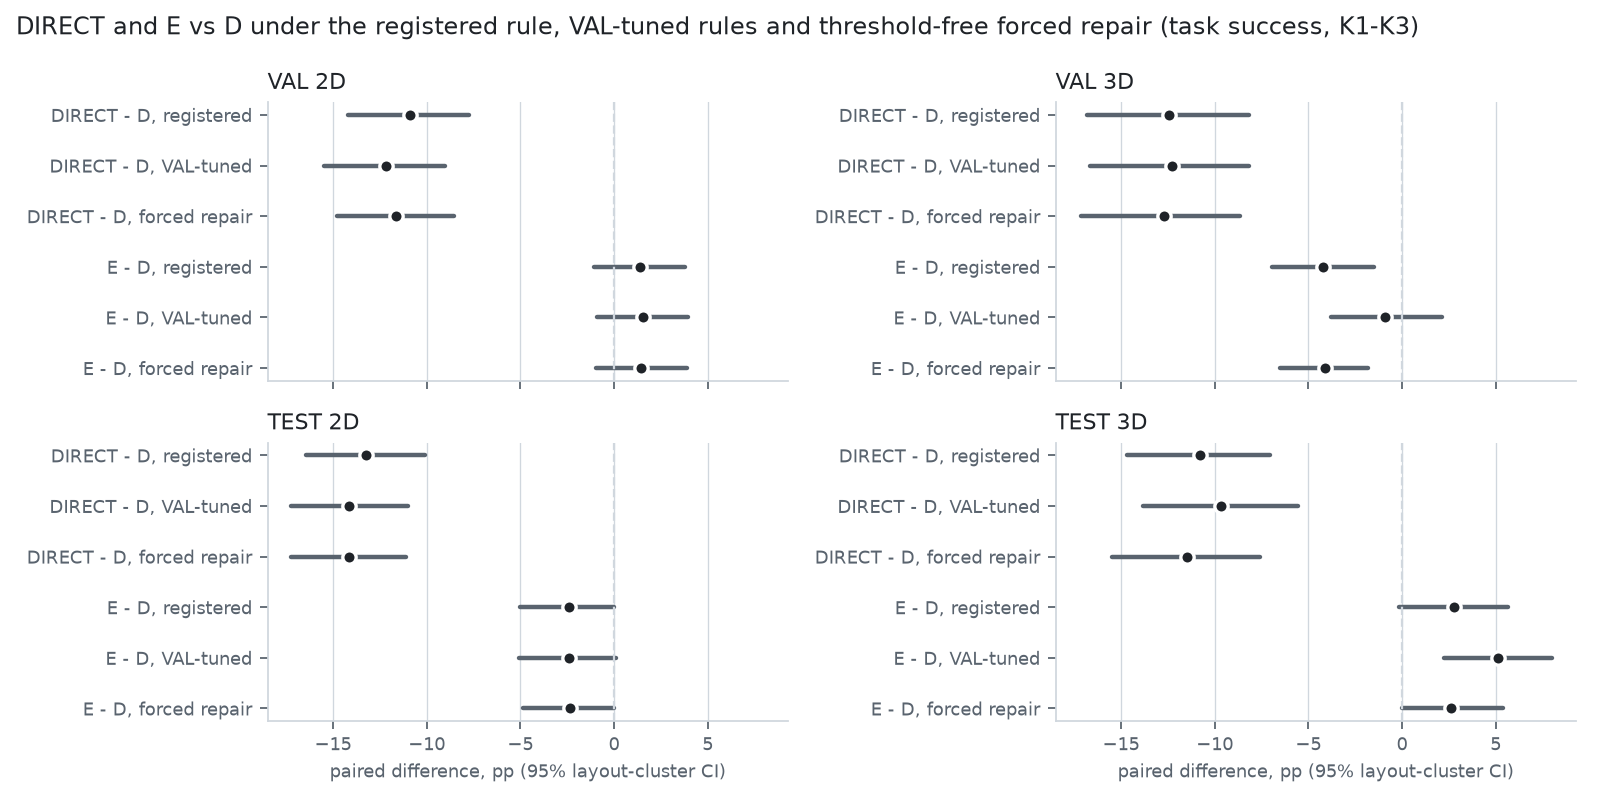 DIRECT and E vs D under the registered rule, VAL-tuned rules and threshold-free forced repair (task success, K1-K3)
VAL 2D
DIRECT - D, registered
DIRECT - D, VAL-tuned
DIRECT - D, forced repair
E - D, registered
E - D, VAL-tuned
E - D, forced repair
VAL 3D
DIRECT - D, registered
DIRECT - D, VAL-tuned
DIRECT - D, forced repair
E - D, registered
E - D, VAL-tuned
E - D, forced repair
TEST 2D
DIRECT - D, registered
DIRECT - D, VAL-tuned
DIRECT - D, forced repair
E - D, registered
E - D, VAL-tuned
E - D, forced repair
−15 −10 −5 0 5
paired difference, pp (95% layout-cluster CI)
TEST 3D
DIRECT - D, registered
DIRECT - D, VAL-tuned
DIRECT - D, forced repair
E - D, registered
E - D, VAL-tuned
E - D, forced repair
−15 −10 −5 0 5
paired difference, pp (95% layout-cluster CI)